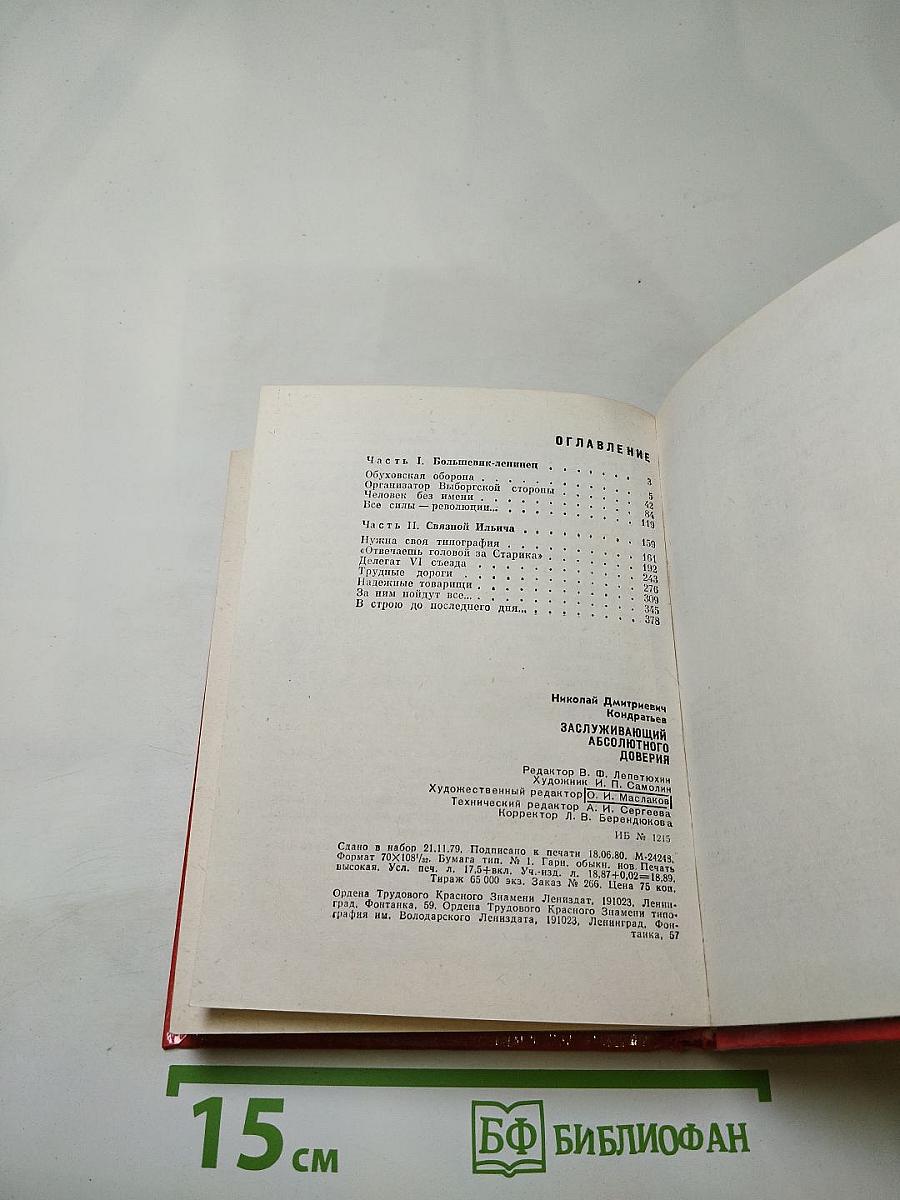 ОГЛАВЛЕНИЕ
Часть I. Большевик-ленинец . . . . . . . 3
Обуховская оборона . . . . . . . . . . 5
Организатор Выборгской стороны . . . . . . 42
Человек без имени . . . . . . . . . . 84
Все силы — революции... . . . . . . . . . 119
Часть II. Связной Ильича . . . . . . . . 159
Нужна своя типография . . . . . . . . . 161
«Отвечаешь головой за Старика» . . . . . . . 192
Делегат VI съезда . . . . . . . . . . 243
Трудные дороги . . . . . . . . . . . 276
Надежные товарищи . . . . . . . . . . 309
За ним пойдут все... . . . . . . . . . . 345
В строю до последнего дня... . . . . . . . . 378
Николай Дмитриевич
Кондратьев
ЗАСЛУЖИВАЮЩИЙ
АБСОЛЮТНОГО
ДОВЕРИЯ
Редактор В. Ф. Лепетюхин
Художник И. П. Самолин
Художественный редактор О. И. Маслаков
Технический редактор А. И. Сергеева
Корректор Л. В. Берендюкова
ИБ № 1215
Сдано в набор 21.11.79. Подписано к печати 18.06.80. М-24243.
Формат 70×108¹/₃₂. Бумага тип. № 1. Гарн. обыкн. нов. Печать
высокая. Усл. печ. л. 17,5+вкл. Уч.-изд. л. 18,87+0,02=18,89.
Тираж 65 000 экз. Заказ № 266. Цена 75 коп.
Ордена Трудового Красного Знамени Лениздат, 191023, Ленин-
град, Фонтанка, 59. Ордена Трудового Красного Знамени типо-
графия им. Володарского Лениздата, 191023, Ленинград, Фон-
танка, 57
15 см
БФ БИБЛИОФАН